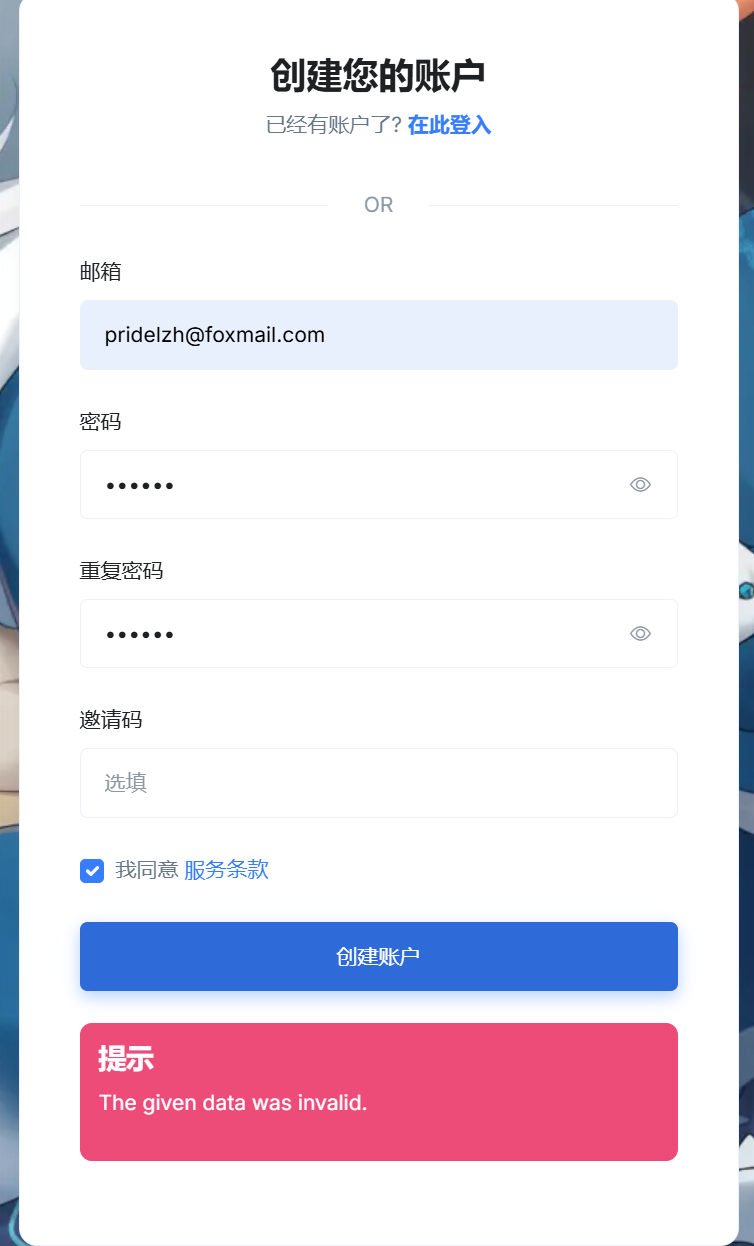 创建您的账户
已经有账户了? 在此登入
OR
邮箱
pridelzh@foxmail.com
密码
••••••
重复密码
••••••
邀请码
选填
我同意 服务条款
创建账户
提示
The given data was invalid.